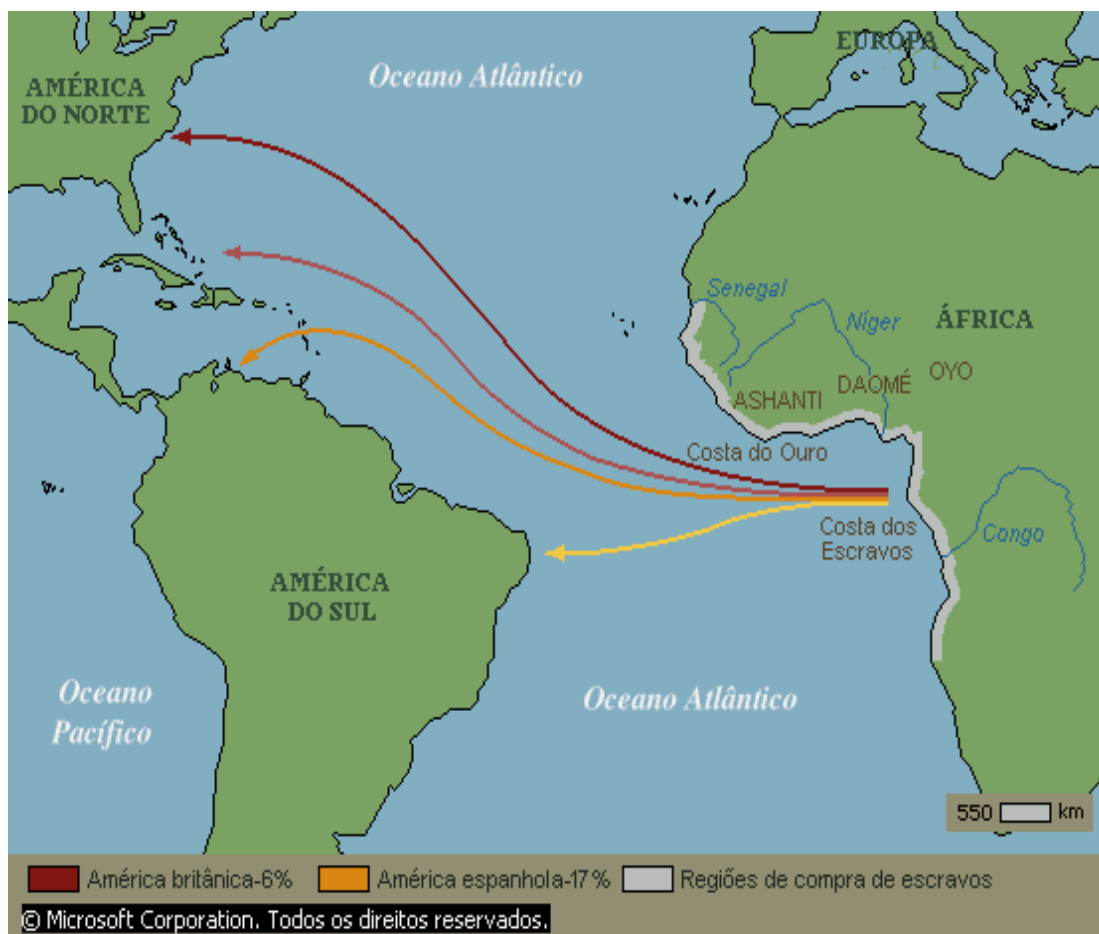 EUROPA
Oceano Atlântico
AMÉRICA
DO NORTE
Senegal
Níger
ÁFRICA
OYO
DAOMÉ
ASHANTI
Costa do Ouro
Costa dos
Escravos
Congo
AMÉRICA
DO SUL
Oceano
Pacífico
Oceano Atlântico
550 km
América britânica-6% América espanhola-17% Regiões de compra de escravos
© Microsoft Corporation. Todos os direitos reservados.